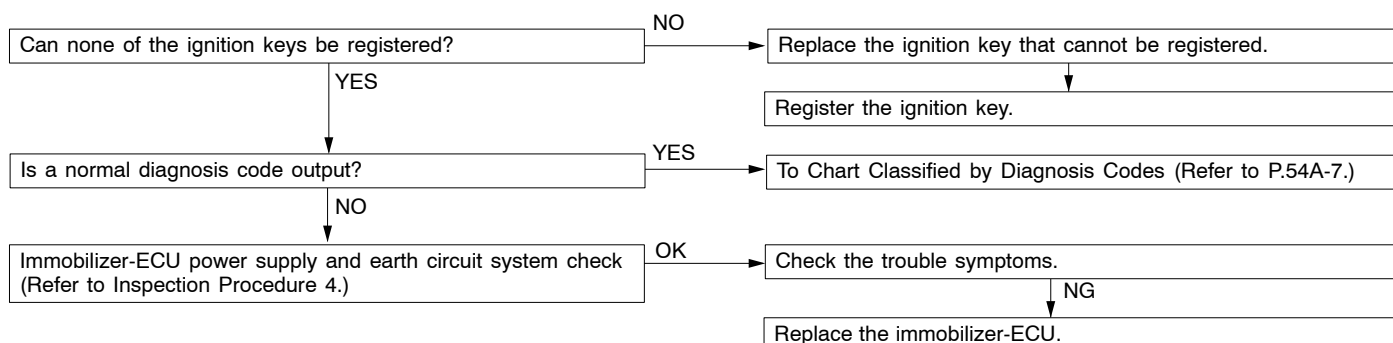 Can none of the ignition keys be registered?
NO
Replace the ignition key that cannot be registered.
YES
Register the ignition key.
Is a normal diagnosis code output?
YES
To Chart Classified by Diagnosis Codes (Refer to P.54A-7.)
NO
Immobilizer-ECU power supply and earth circuit system check
(Refer to Inspection Procedure 4.)
OK
Check the trouble symptoms.
NG
Replace the immobilizer-ECU.